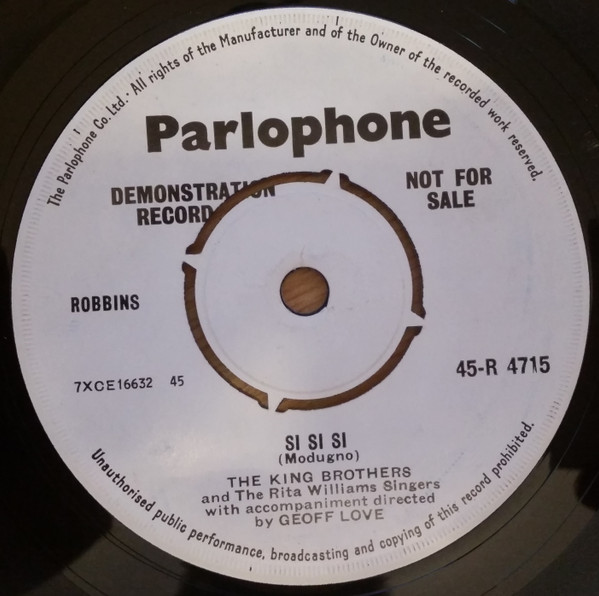 The Parlophone Co. Ltd. · All rights of the Manufacturer and of the Owner of the recorded work reserved.
Parlophone
DEMONSTRATION
RECORD
NOT FOR
SALE
ROBBINS
7XCE16632 45
45-R 4715
SI SI SI
(Modugno)
THE KING BROTHERS
and The Rita Williams Singers
with accompaniment directed
by GEOFF LOVE
Unauthorised public performance, broadcasting and copying of this record prohibited.